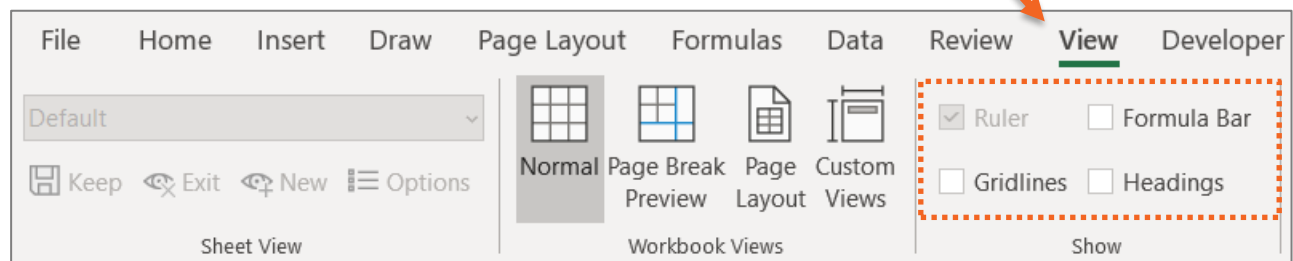 File Home Insert Draw Page Layout Formulas Data Review View Developer
Default
Keep Exit New Options
Sheet View
Normal
Page Break
Preview
Page
Layout
Custom
Views
Workbook Views
Ruler Formula Bar
Gridlines Headings
Show